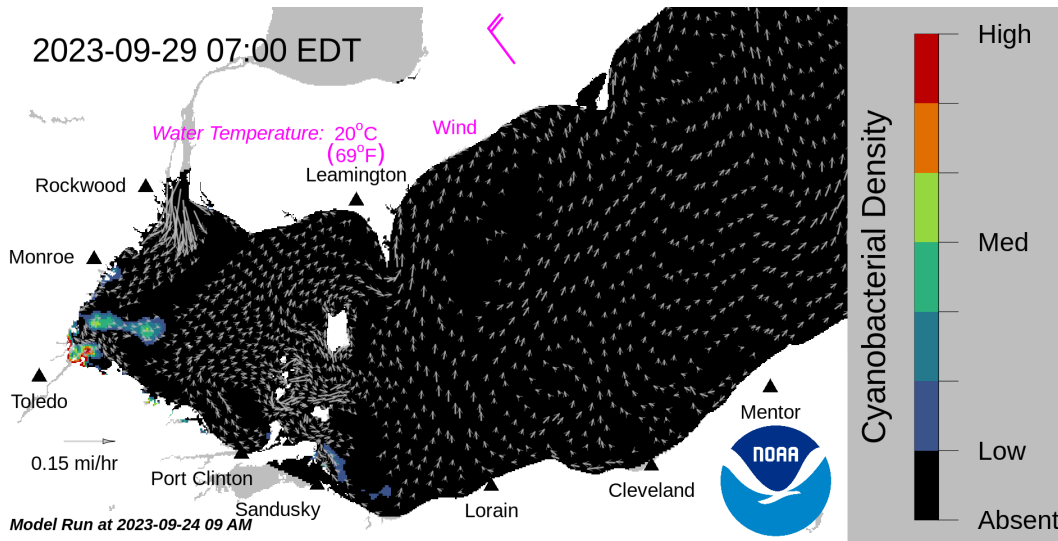 2023-09-29 07:00 EDT
High
Water Temperature: 20°C
(69°F)
Wind
Leamington
Rockwood
Monroe
Cyanobacterial Density
Med
Toledo
Mentor
0.15 mi/hr
NOAA
Low
Port Clinton
Cleveland
Sandusky
Lorain
Model Run at 2023-09-24 09 AM
Absent